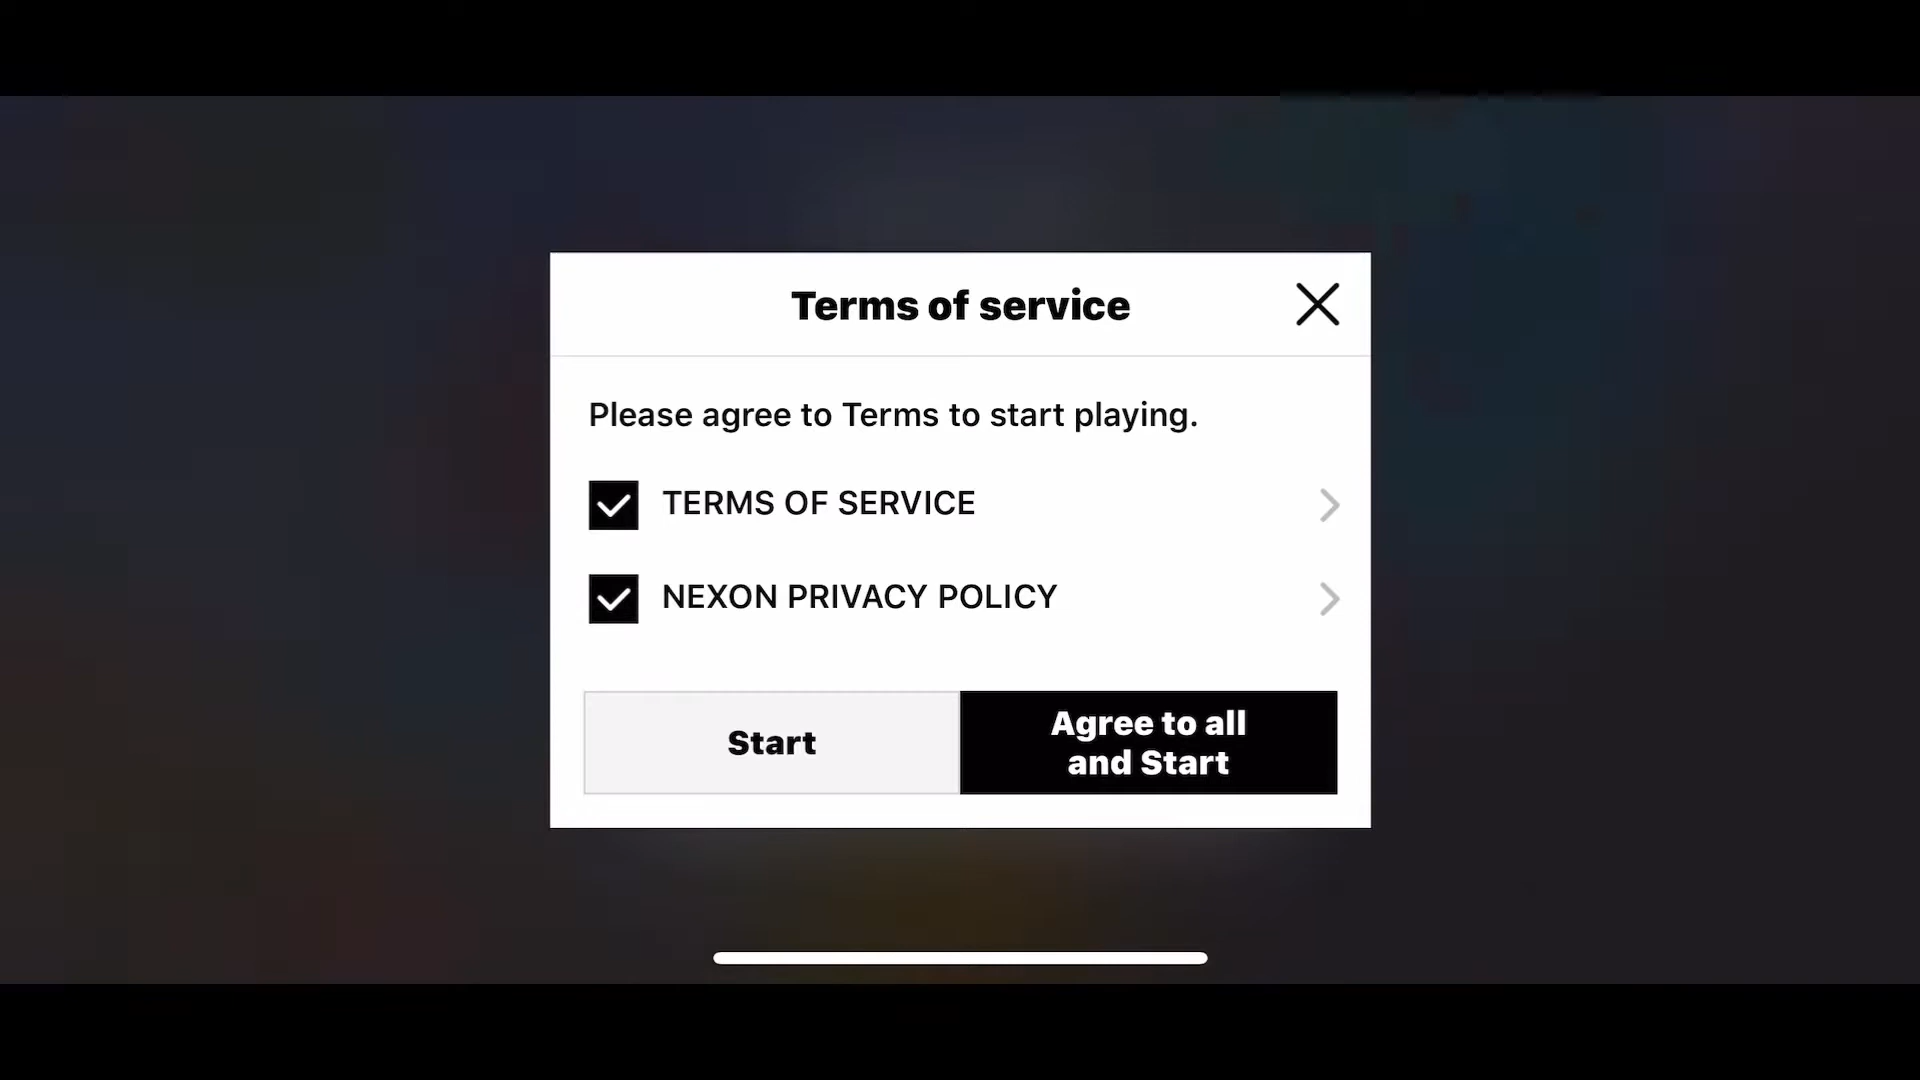 Terms of service
Please agree to Terms to start playing.
TERMS OF SERVICE
NEXON PRIVACY POLICY
Start
Agree to all
and Start